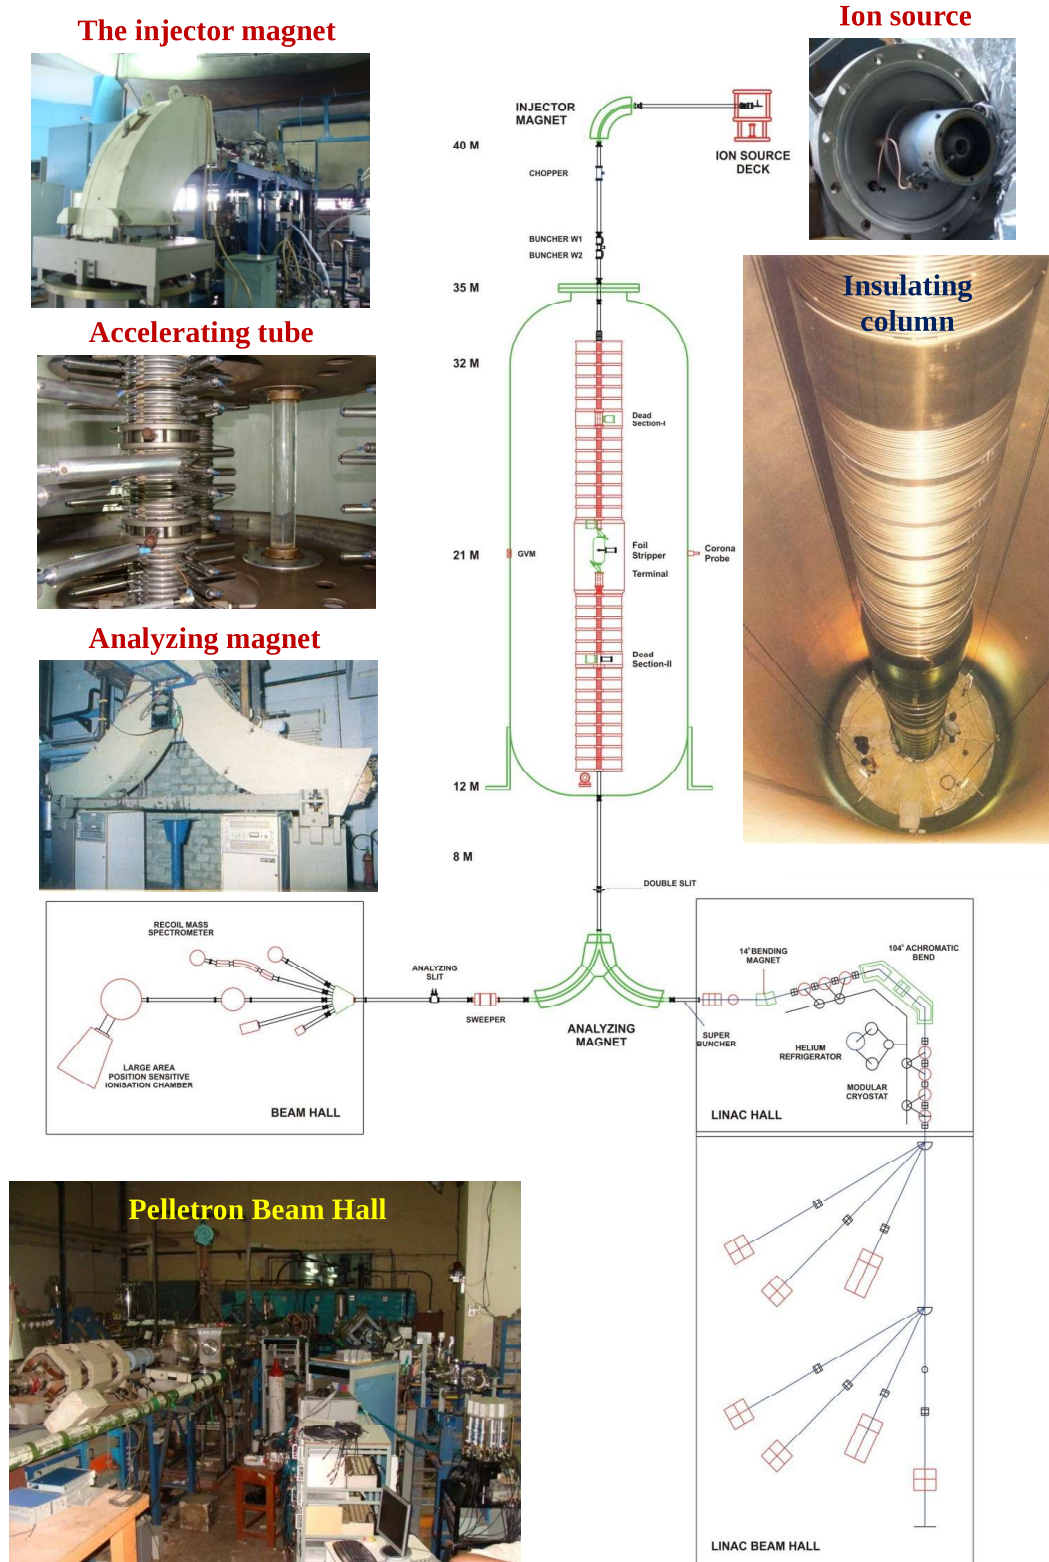 The injector magnet
Ion source
INJECTOR
MAGNET
40 M
ION SOURCE
DECK
CHOPPER
BUNCHER W1
BUNCHER W2
35 M
Insulating
column
Accelerating tube
32 M
Dead
Section-I
21 M
GVM
Foil
Stripper
Corona
Probe
Terminal
Analyzing magnet
Dead
Section-II
12 M
8 M
DOUBLE SLIT
RECOIL MASS
SPECTROMETER
ANALYZING
SLIT
SWEEPER
LARGE AREA
POSITION SENSITIVE
IONISATION CHAMBER
BEAM HALL
ANALYZING
MAGNET
14° BENDING
MAGNET
104° ACHROMATIC
BEND
SUPER
BUNCHER
HELIUM
REFRIGERATOR
MODULAR
CRYOSTAT
LINAC HALL
Pelletron Beam Hall
LINAC BEAM HALL